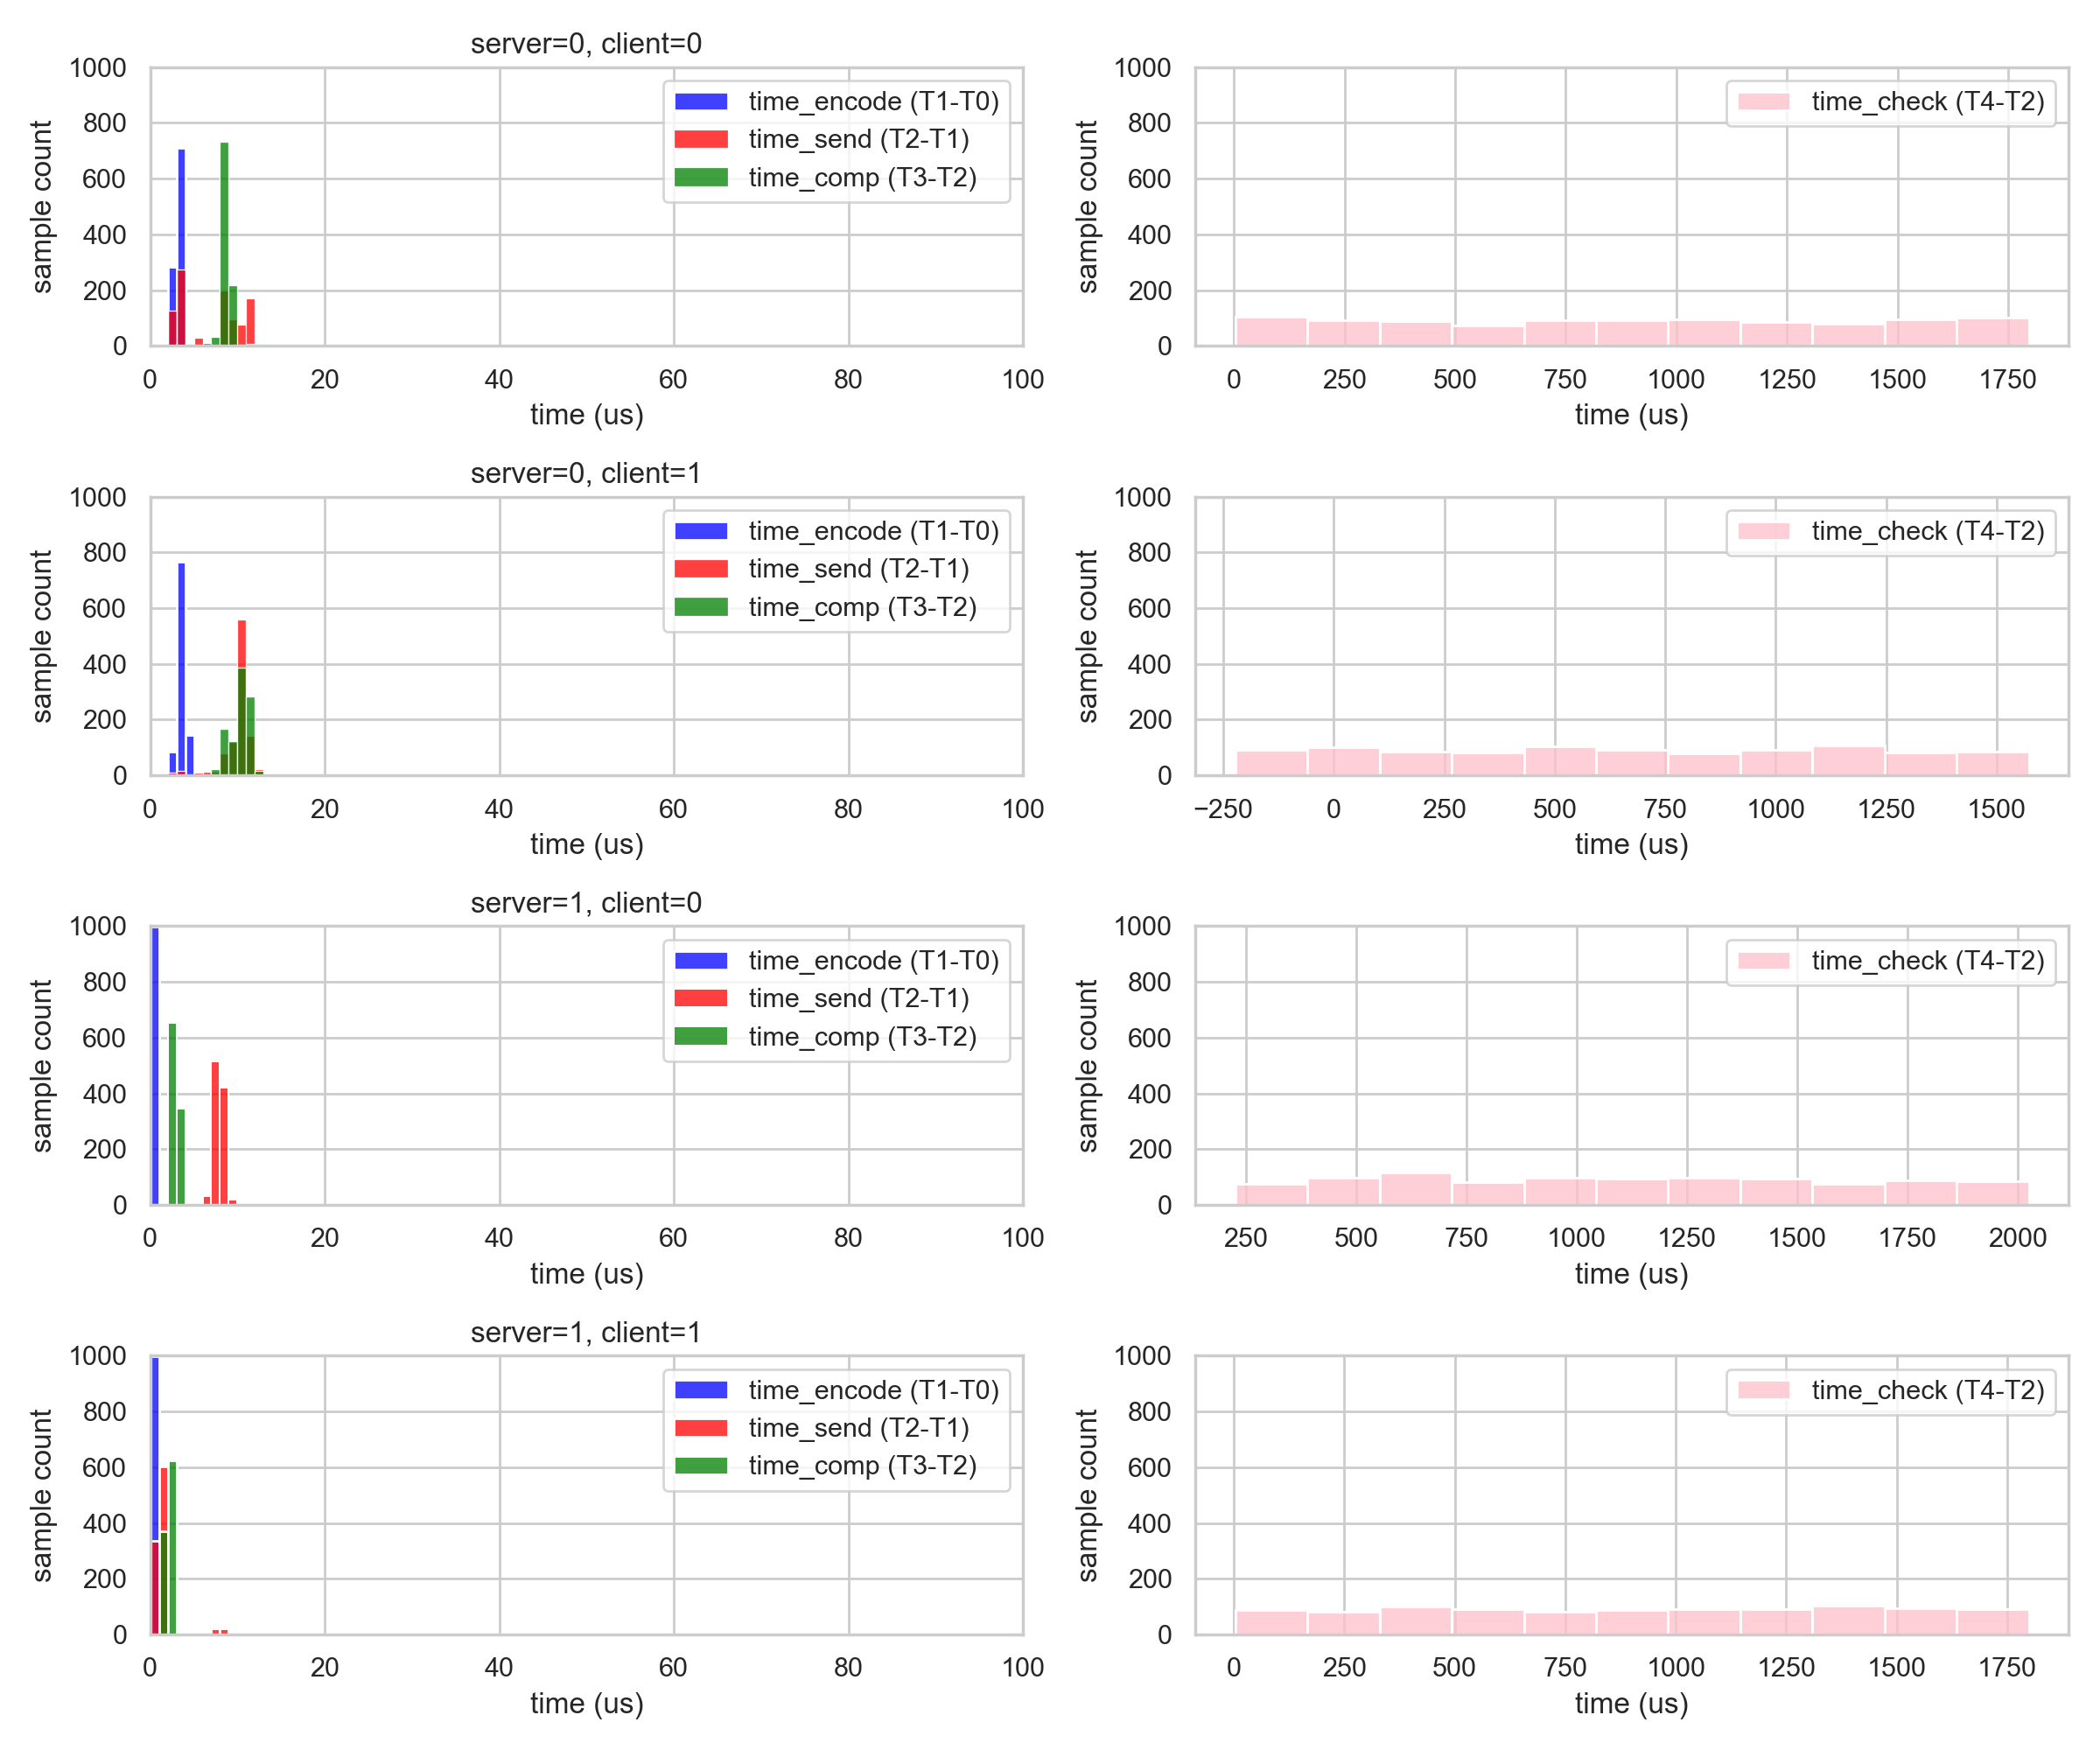 server=0, client=0
1000
800
600
400
200
0
sample count
time_encode (T1-T0)
time_send (T2-T1)
time_comp (T3-T2)
0 20 40 60 80 100
time (us)
1000
800
600
400
200
0
sample count
time_check (T4-T2)
0 250 500 750 1000 1250 1500 1750
time (us)
server=0, client=1
1000
800
600
400
200
0
sample count
time_encode (T1-T0)
time_send (T2-T1)
time_comp (T3-T2)
0 20 40 60 80 100
time (us)
1000
800
600
400
200
0
sample count
time_check (T4-T2)
−250 0 250 500 750 1000 1250 1500
time (us)
server=1, client=0
1000
800
600
400
200
0
sample count
time_encode (T1-T0)
time_send (T2-T1)
time_comp (T3-T2)
0 20 40 60 80 100
time (us)
1000
800
600
400
200
0
sample count
time_check (T4-T2)
250 500 750 1000 1250 1500 1750 2000
time (us)
server=1, client=1
1000
800
600
400
200
0
sample count
time_encode (T1-T0)
time_send (T2-T1)
time_comp (T3-T2)
0 20 40 60 80 100
time (us)
1000
800
600
400
200
0
sample count
time_check (T4-T2)
0 250 500 750 1000 1250 1500 1750
time (us)